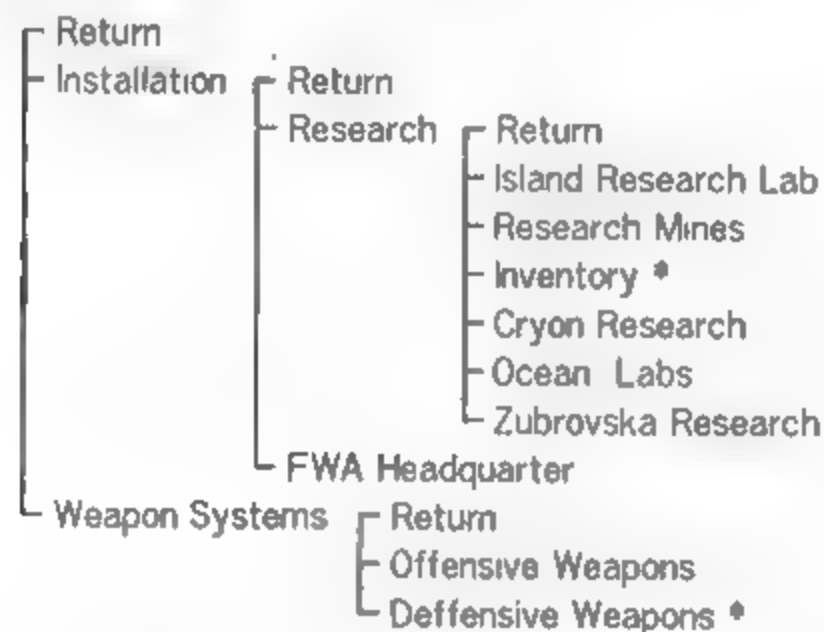 Return
Installation Return
Research Return
Island Research Lab
Research Mines
Inventory *
Cryon Research
Ocean Labs
Zubrovska Research
FWA Headquarter
Weapon Systems Return
Offensive Weapons
Deffensive Weapons *